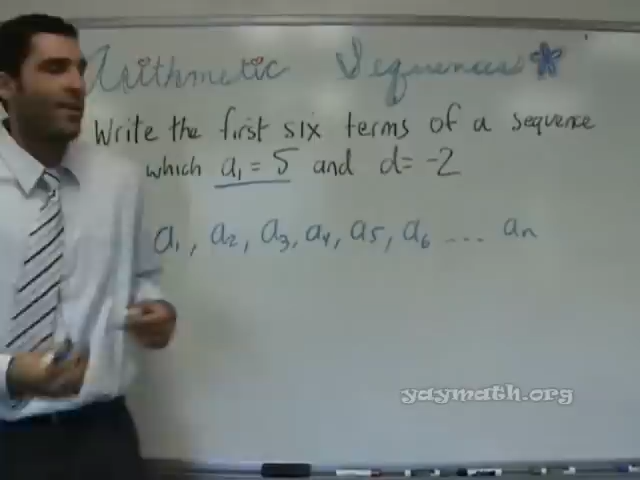 Arithmetic Sequences*
Write the first six terms of a sequence
which a₁ = 5 and d= -2
a₁, a₂, a₃, a₄, a₅, a₆ .... aₙ
yaymath.org